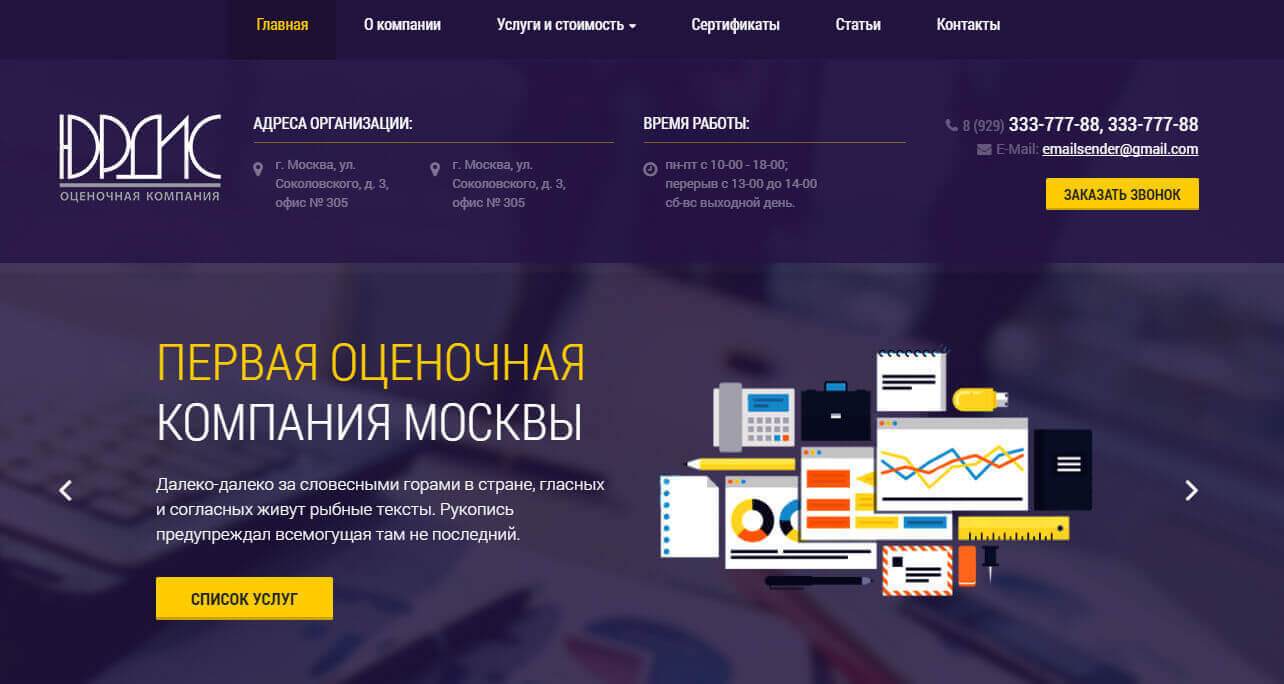 Главная
О компании
Услуги и стоимость
Сертификаты
Статьи
Контакты
ЮРДИС
ОЦЕНОЧНАЯ КОМПАНИЯ
АДРЕСА ОРГАНИЗАЦИИ:
г. Москва, ул.
Соколовского, д. 3,
офис № 305
г. Москва, ул.
Соколовского, д. 3,
офис № 305
ВРЕМЯ РАБОТЫ:
пн-пт с 10-00 - 18-00;
перерыв с 13-00 до 14-00
сб-вс выходной день.
8 (929) 333-777-88, 333-777-88
E-Mail: emailsender@gmail.com
ЗАКАЗАТЬ ЗВОНОК
ПЕРВАЯ ОЦЕНОЧНАЯ
КОМПАНИЯ МОСКВЫ
Далеко-далеко за словесными горами в стране, гласных
и согласных живут рыбные тексты. Рукопись
предупреждал всемогущая там не последний.
СПИСОК УСЛУГ